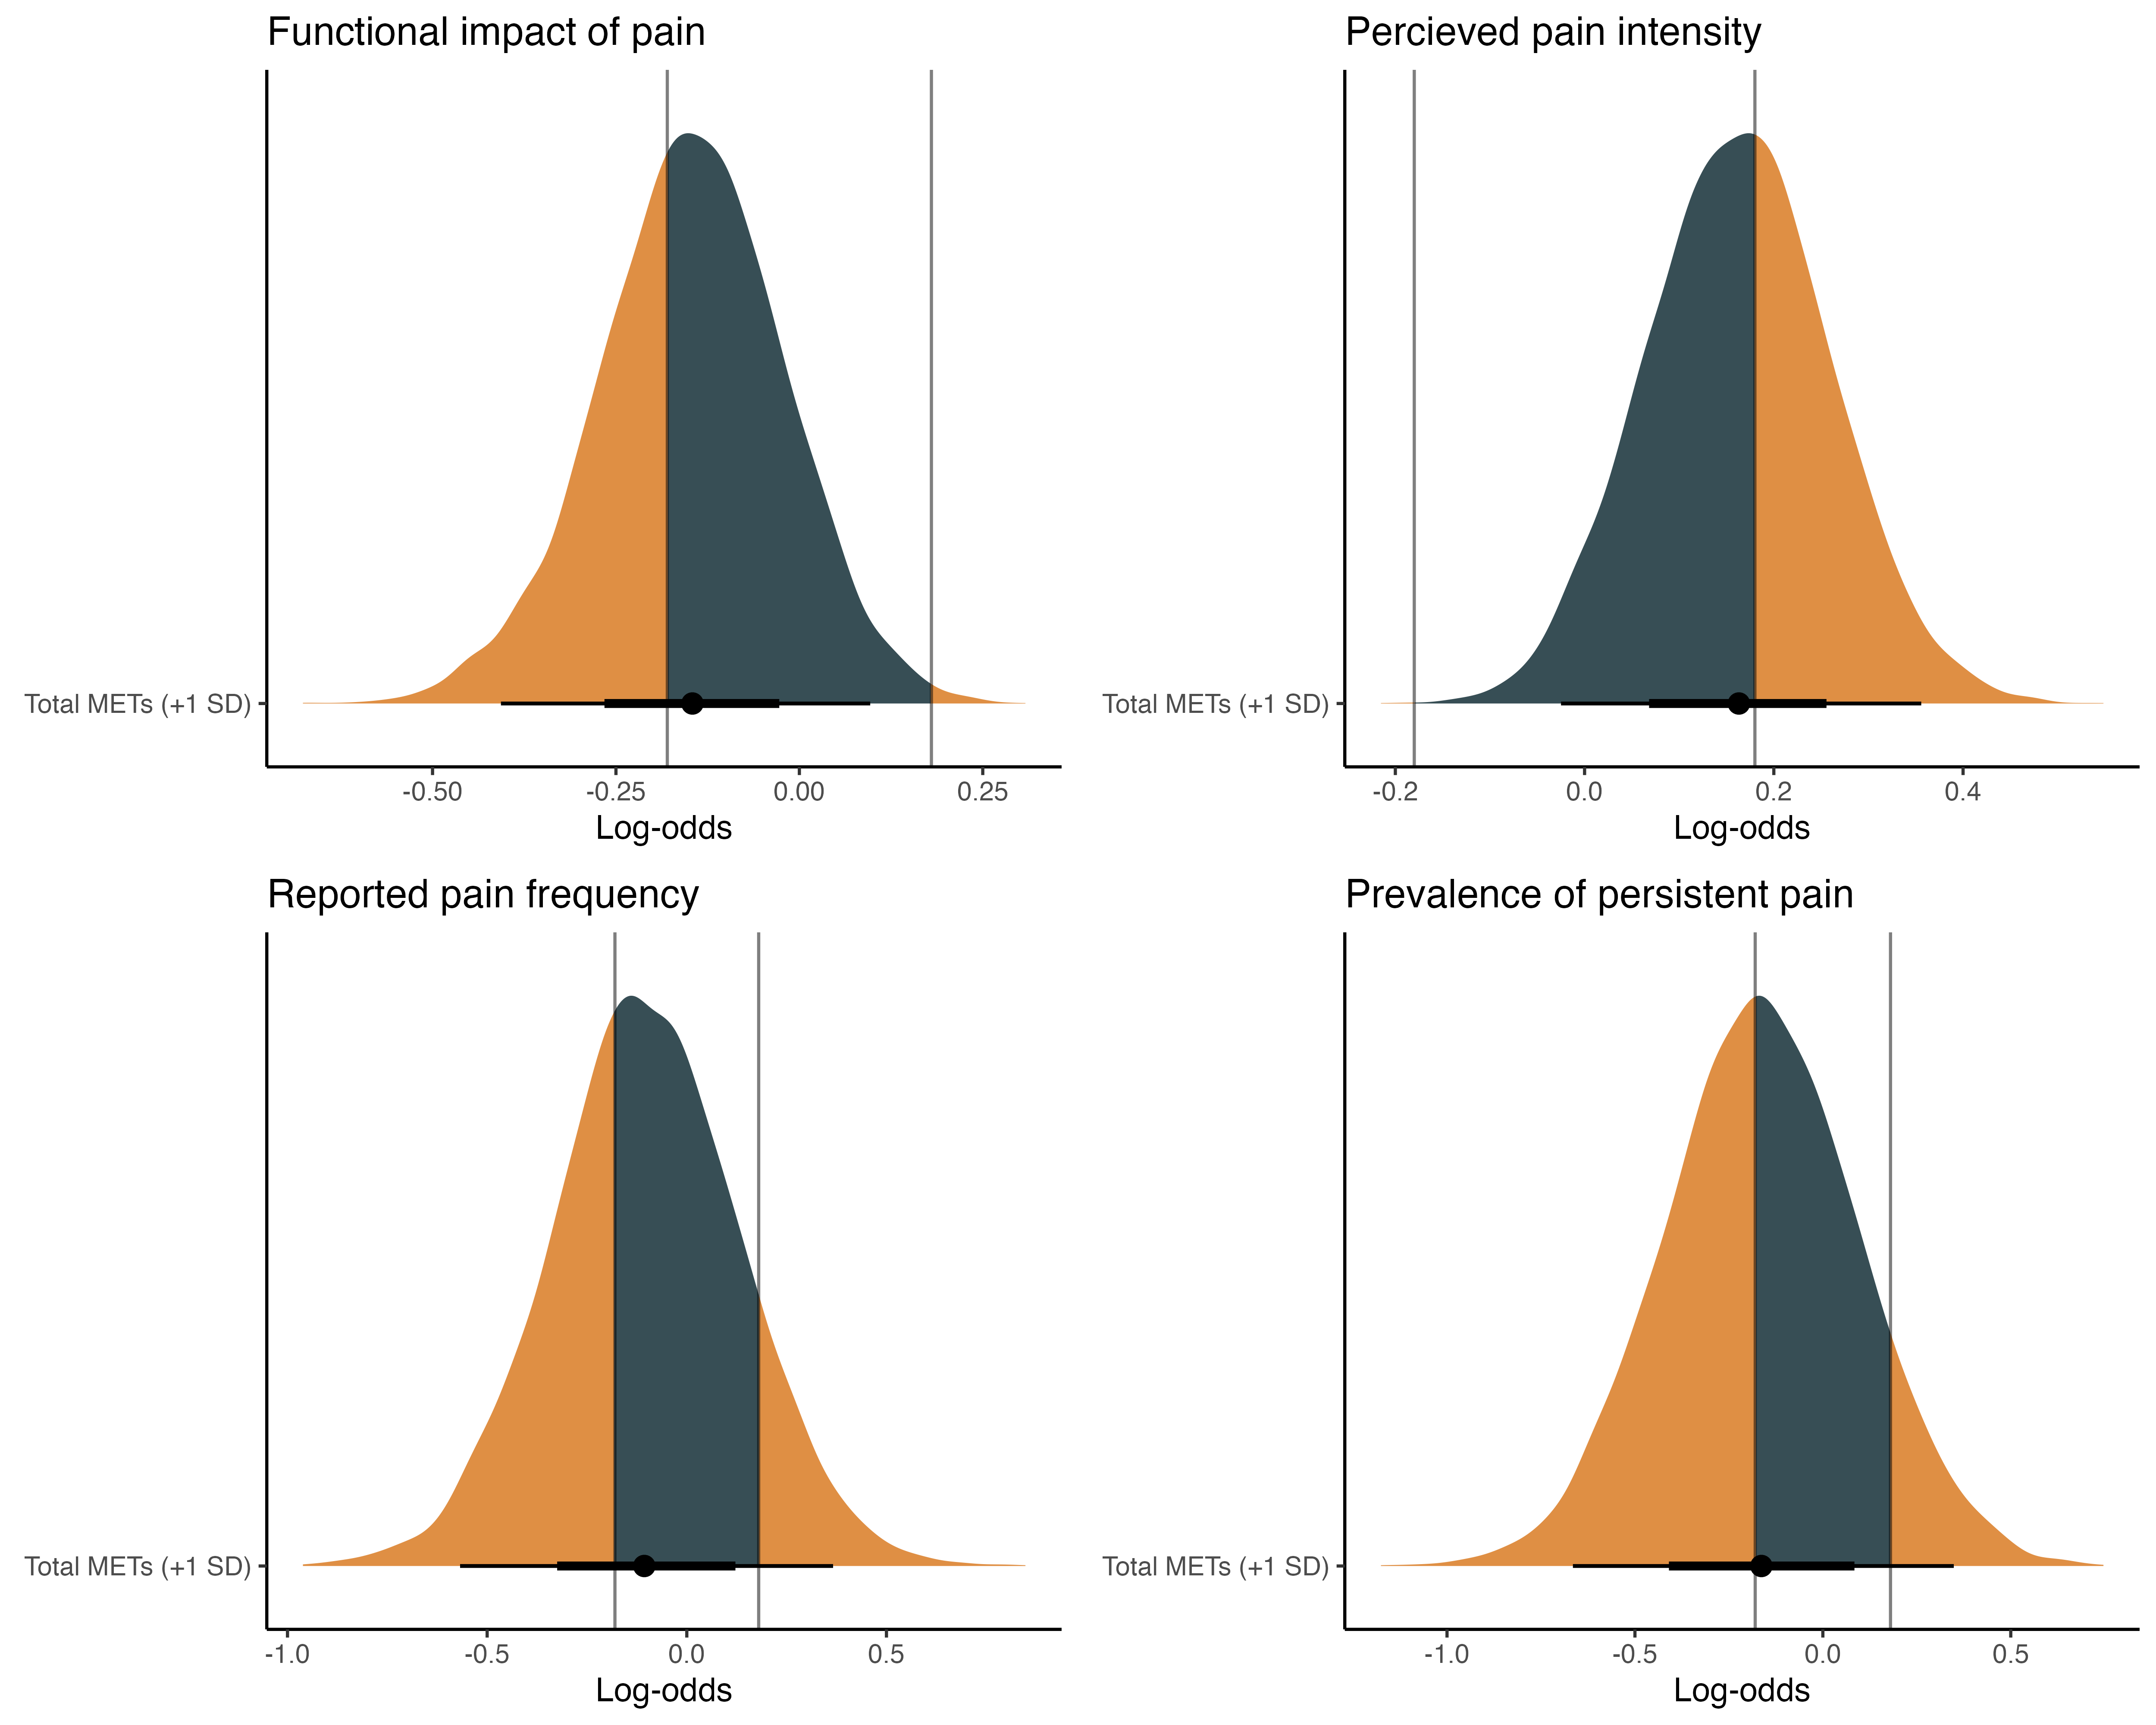 Functional impact of pain
Total METs (+1 SD)
-0.50 -0.25 0.00 0.25
Log-odds
Percieved pain intensity
Total METs (+1 SD)
-0.2 0.0 0.2 0.4
Log-odds
Reported pain frequency
Total METs (+1 SD)
-1.0 -0.5 0.0 0.5
Log-odds
Prevalence of persistent pain
Total METs (+1 SD)
-1.0 -0.5 0.0 0.5
Log-odds